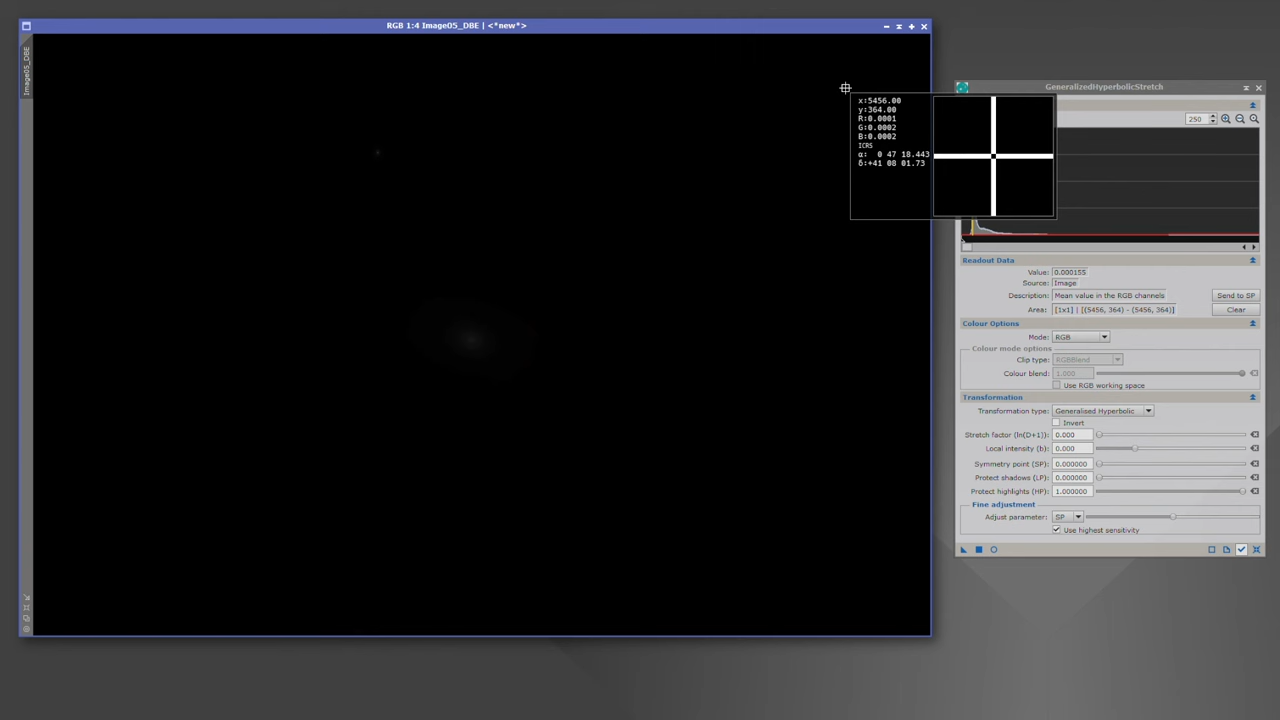 RGB 1:4 Image05_DBE | <*new*>
Image05_DBE
x:5456.00
y:364.00
R:0.0001
G:0.0002
B:0.0002
ICRS
α: 0 47 18.443
δ:+41 08 01.73
GeneralizedHyperbolicStretch
250
Readout Data
Value: 0.000155
Source: Image
Description: Mean value in the RGB channels Send to SP
Area: [1x1] | [(5456, 364) - (5456, 364)] Clear
Colour Options
Mode: RGB
Colour mode options
Clip type: RGBBlend
Colour blend: 1.000
Use RGB working space
Transformation
Transformation type: Generalised Hyperbolic
Invert
Stretch factor (ln(D+1)): 0.000
Local intensity (b): 0.000
Symmetry point (SP): 0.000000
Protect shadows (LP): 0.000000
Protect highlights (HP): 1.000000
Fine adjustment
Adjust parameter: SP
Use highest sensitivity